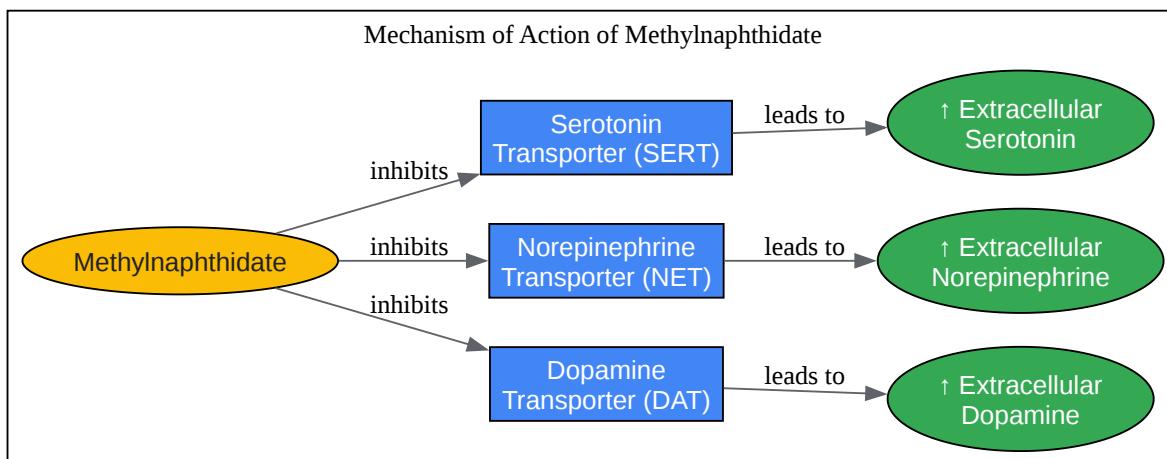 Mechanism of Action of Methylnaphthidate
Methylnaphthidate
inhibits
Serotonin
Transporter (SERT)
leads to
↑ Extracellular
Serotonin
inhibits
Norepinephrine
Transporter (NET)
leads to
↑ Extracellular
Norepinephrine
inhibits
Dopamine
Transporter (DAT)
leads to
↑ Extracellular
Dopamine